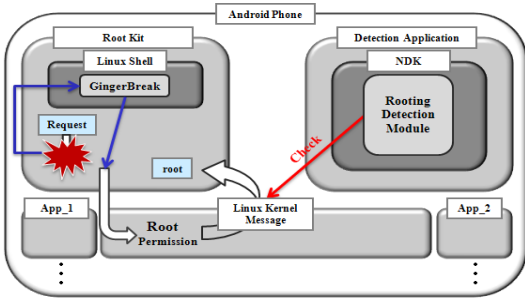 Android Phone
Root Kit
Detection Application
Linux Shell
NDK
GingerBreak
Rooting
Detection
Module
Request
Check
root
App_1
Linux Kernel
Message
App_2
Root
Permission